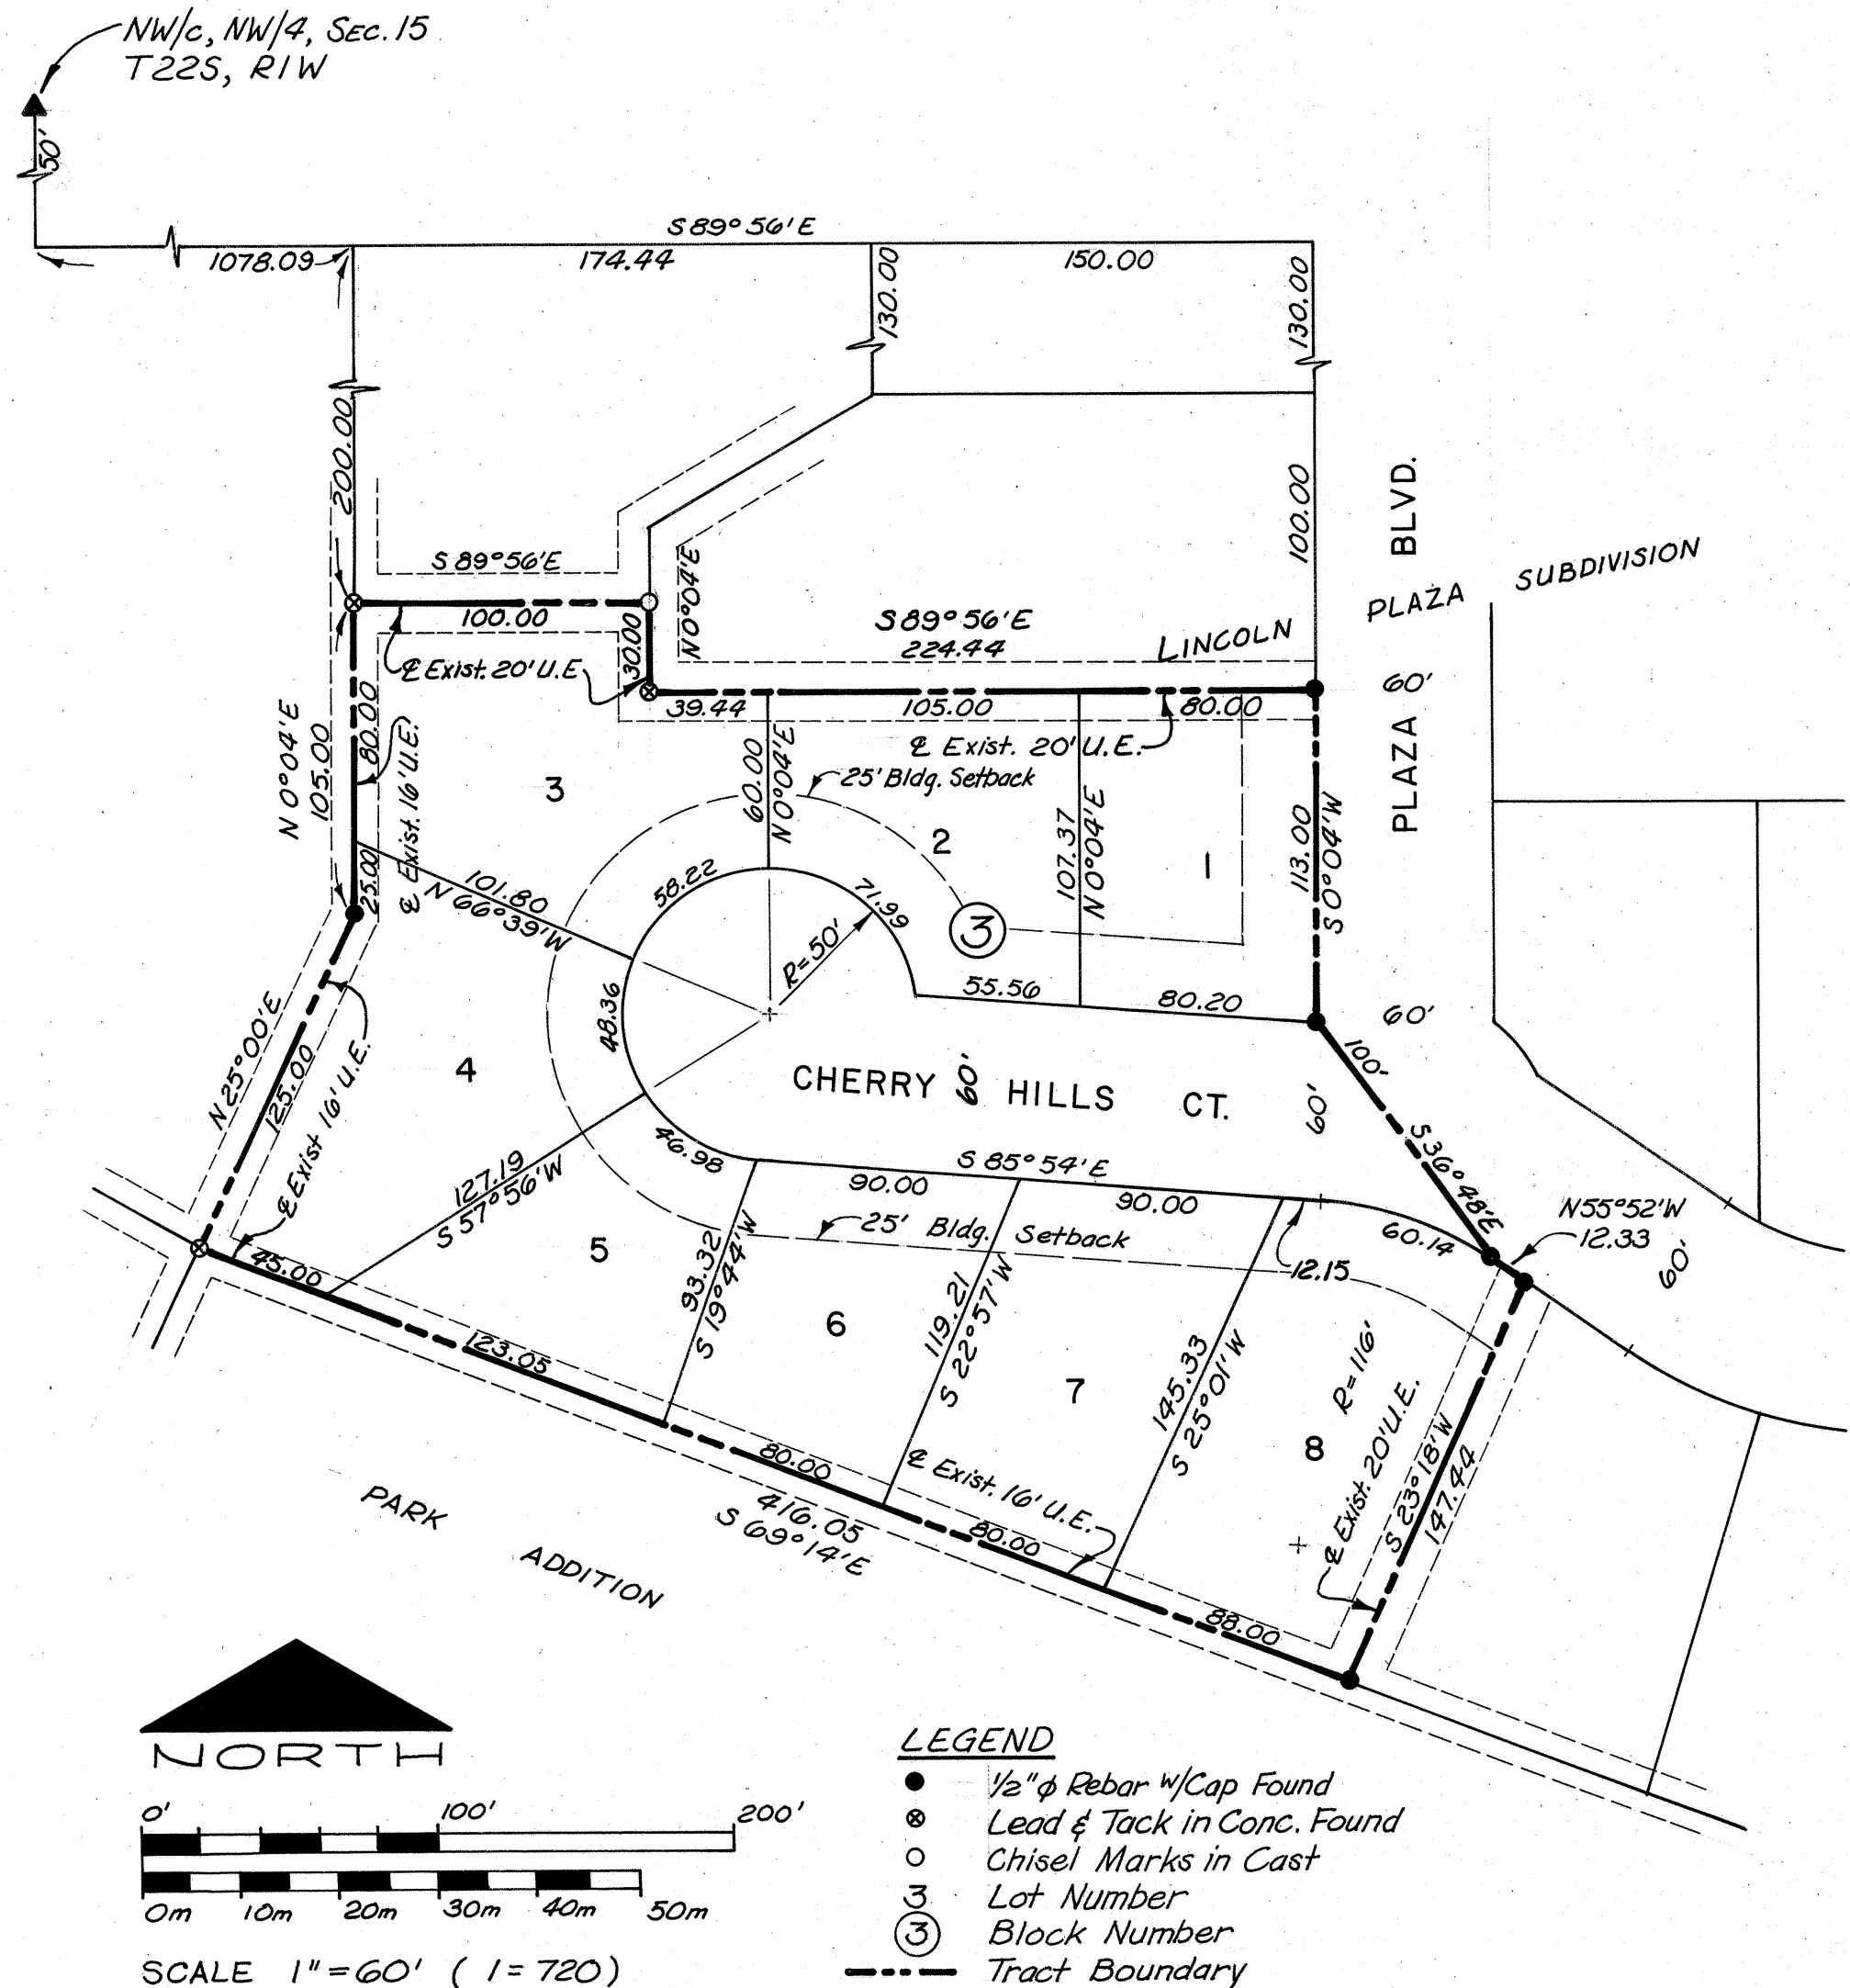 NW/c, NW/4, SEC. 15
T22S, R1W
50'
S 89° 56' E
1078.09
174.44
150.00
130.00
130.00
200.00
100.00
PLAZA BLVD.
LINCOLN PLAZA SUBDIVISION
S 89° 56' E
100.00
30.00
N 0° 04' E
S 89° 56' E
224.44
℄ Exist. 20' U.E.
39.44
105.00
80.00
60'
℄ Exist. 20' U.E.
N 0° 04' E
105.00
80.00
25.00
℄ Exist. 16' U.E.
3
60.00
N 0° 04' E
25' Bldg. Setback
2
107.37
N 0° 04' E
1
113.00
S 0° 04' W
101.80
N 66° 39' W
58.22
71.99
R=50'
3
55.56
80.20
60'
48.36
4
N 25° 00' E
125.00
℄ Exist 16' U.E.
CHERRY HILLS CT.
60'
60'
100'
S 36° 48' E
46.98
127.19
S 57° 56' W
S 85° 54' E
90.00
90.00
25' Bldg. Setback
12.15
60.14
N 55° 52' W
12.33
60'
45.00
5
93.32
S 19° 44' W
6
119.21
S 22° 57' W
7
145.33
S 25° 01' W
8
R=116'
℄ Exist. 20' U.E.
S 23° 18' W
147.44
123.05
80.00
℄ Exist. 16' U.E.
80.00
88.00
416.05
S 69° 14' E
PARK ADDITION
NORTH
0' 100' 200'
0m 10m 20m 30m 40m 50m
SCALE 1"=60' ( 1=720)
LEGEND
1/2"ϕ Rebar w/Cap Found
Lead & Tack in Conc. Found
Chisel Marks in Cast
3 Lot Number
3 Block Number
Tract Boundary